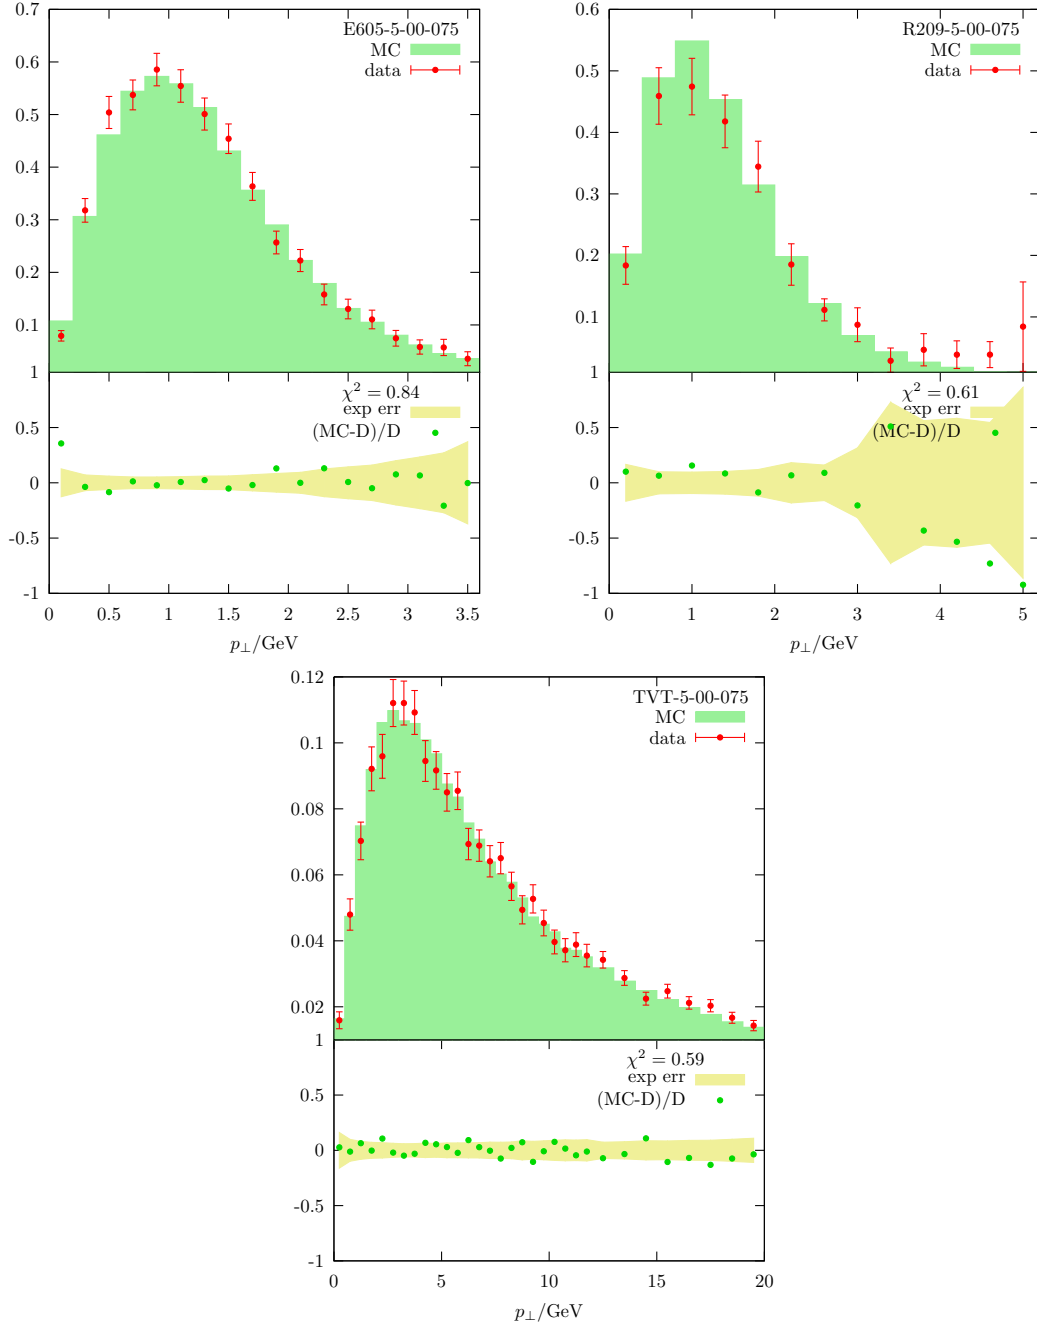 0.7
E605-5-00-075
MC
data
0.6
0.5
0.4
0.3
0.2
0.1
1
χ² = 0.84
exp err
(MC-D)/D
0.5
0
-0.5
-1
0 0.5 1 1.5 2 2.5 3 3.5
p⊥/GeV
0.6
R209-5-00-075
MC
data
0.5
0.4
0.3
0.2
0.1
1
χ² = 0.61
exp err
(MC-D)/D
0.5
0
-0.5
-1
0 1 2 3 4 5
p⊥/GeV
0.12
TVT-5-00-075
MC
data
0.1
0.08
0.06
0.04
0.02
1
χ² = 0.59
exp err
(MC-D)/D
0.5
0
-0.5
-1
0 5 10 15 20
p⊥/GeV